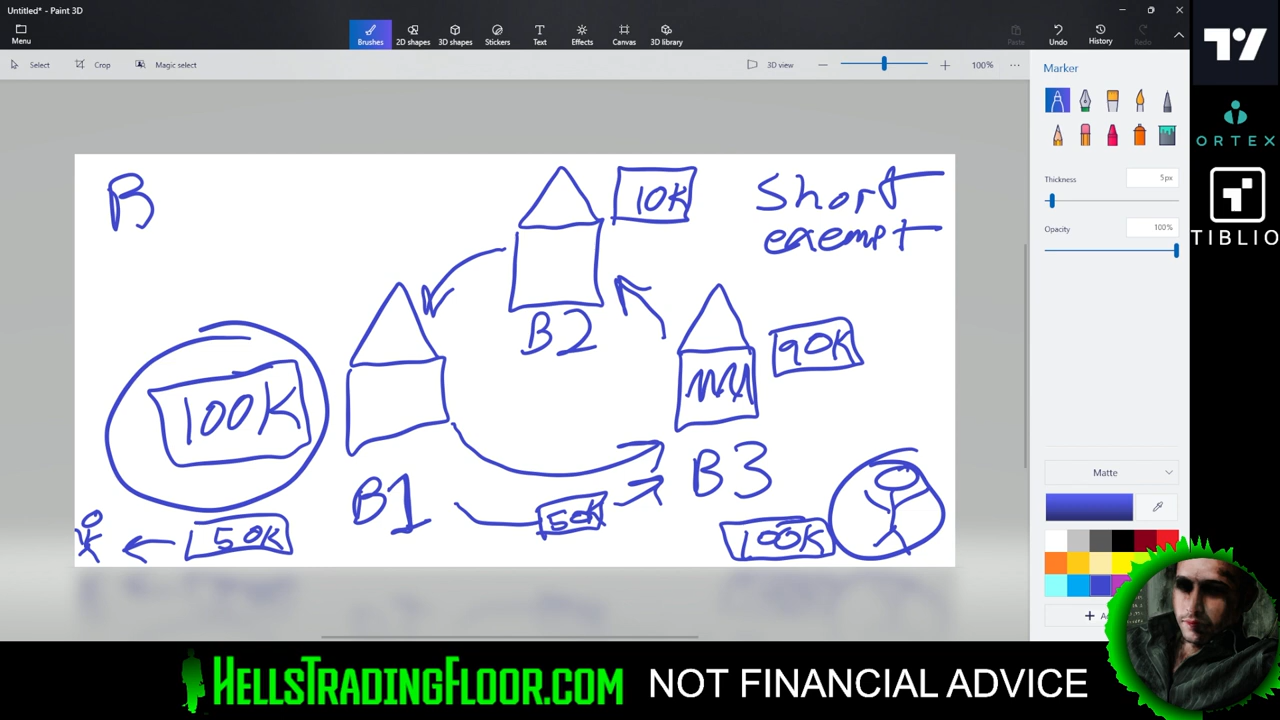 Untitled* - Paint 3D
Menu
Brushes
2D shapes
3D shapes
Stickers
Text
Effects
Canvas
3D library
Paste
Undo
History
Redo
Select
Crop
Magic select
3D view
100%
Marker
Thickness
5px
Opacity
100%
Matte
B
10K
Short
exempt
B2
90K
100K
B1
B3
50K
50K
100K
ORTEX
TIBLIO
HELLSTRADINGFLOOR.COM
NOT FINANCIAL ADVICE